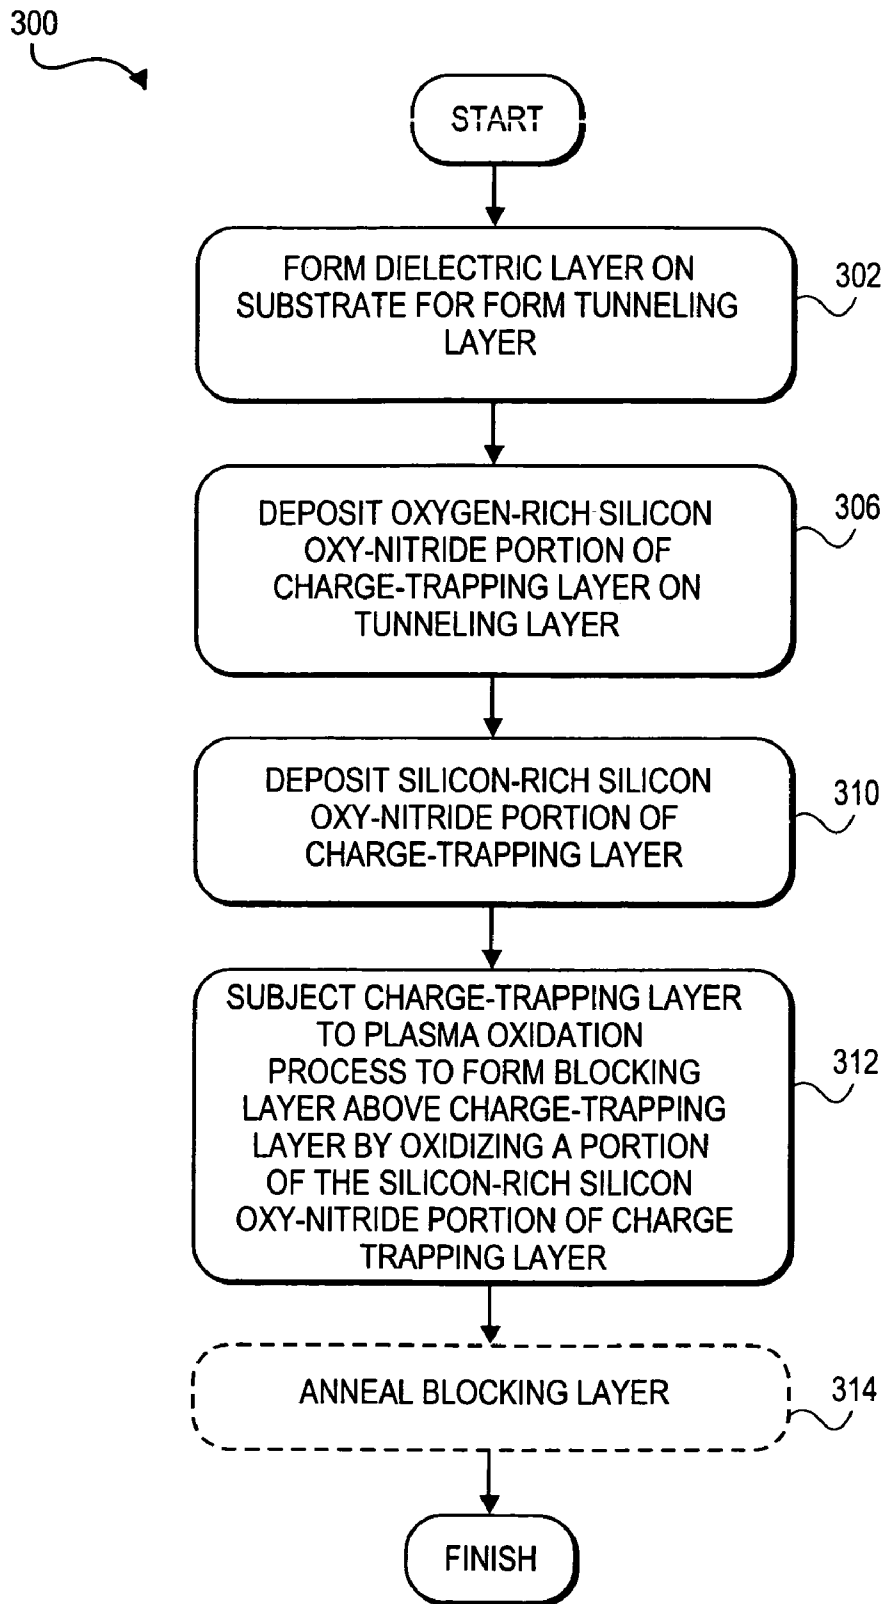 300
START
FORM DIELECTRIC LAYER ON
SUBSTRATE FOR FORM TUNNELING
LAYER
302
DEPOSIT OXYGEN-RICH SILICON
OXY-NITRIDE PORTION OF
CHARGE-TRAPPING LAYER ON
TUNNELING LAYER
306
DEPOSIT SILICON-RICH SILICON
OXY-NITRIDE PORTION OF
CHARGE-TRAPPING LAYER
310
SUBJECT CHARGE-TRAPPING LAYER
TO PLASMA OXIDATION
PROCESS TO FORM BLOCKING
LAYER ABOVE CHARGE-TRAPPING
LAYER BY OXIDIZING A PORTION
OF THE SILICON-RICH SILICON
OXY-NITRIDE PORTION OF CHARGE
TRAPPING LAYER
312
ANNEAL BLOCKING LAYER
314
FINISH